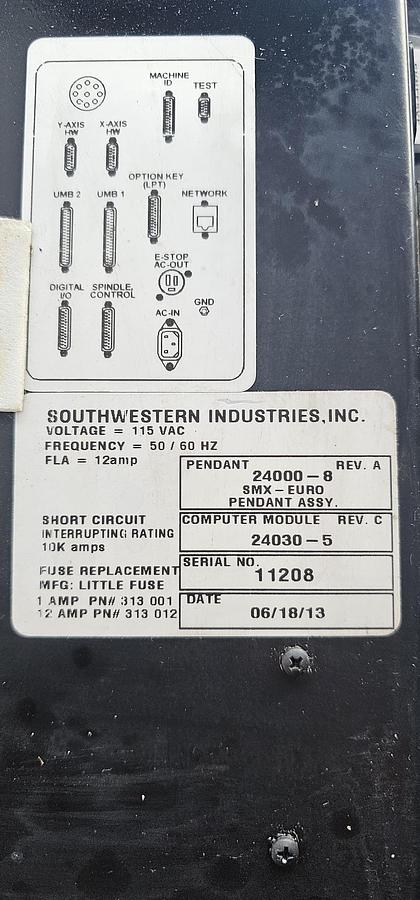 MACHINE
ID
TEST
Y-AXIS
HW
X-AXIS
HW
OPTION KEY
(LPT)
UMB 2
UMB 1
NETWORK
E-STOP
AC-OUT
DIGITAL
I/O
SPINDLE,
CONTROL
GND
AC-IN
SOUTHWESTERN INDUSTRIES, INC.
VOLTAGE = 115 VAC
FREQUENCY = 50 / 60 HZ
FLA = 12amp
PENDANT REV. A
24000-8
SMX-EURO
PENDANT ASSY.
SHORT CIRCUIT
INTERRUPTING RATING
10K amps
COMPUTER MODULE REV. C
24030-5
FUSE REPLACEMENT
MFG: LITTLE FUSE
1 AMP PN# 313 001
12 AMP PN# 313 012
SERIAL NO.
11208
DATE
06/18/13